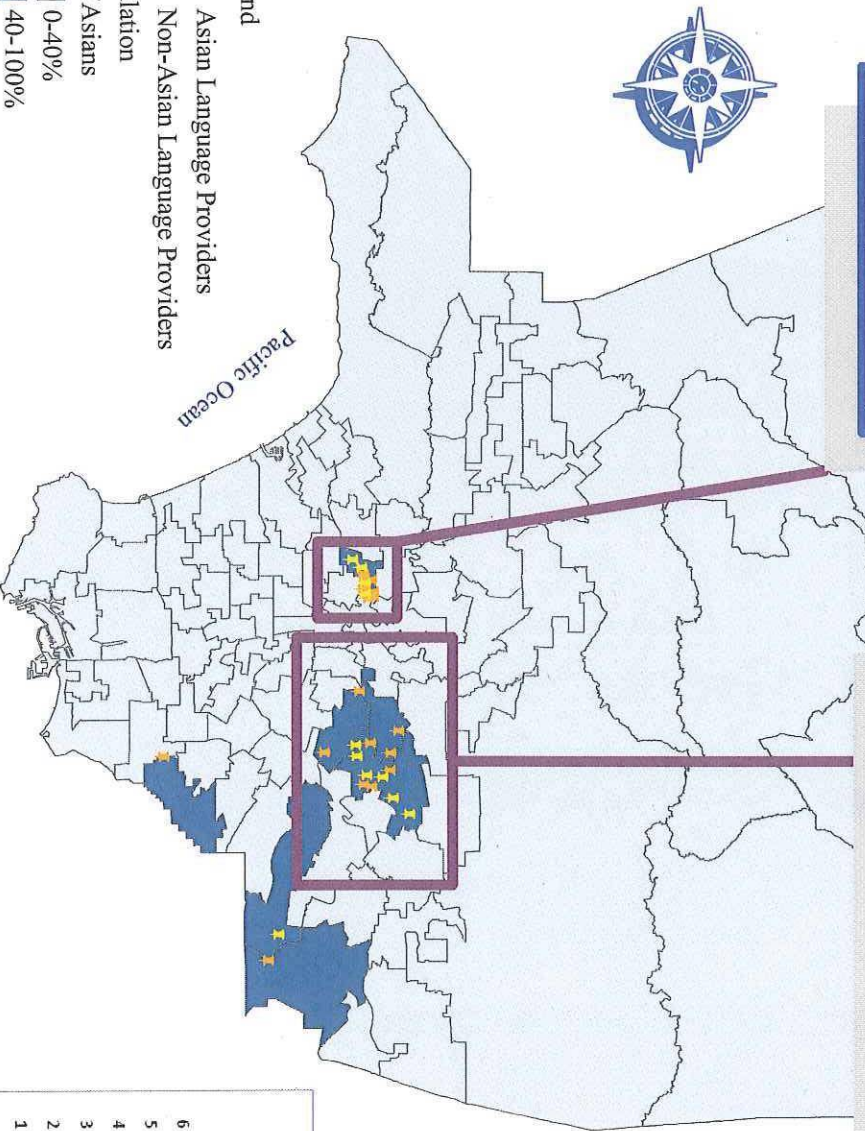 nd
Asian Language Providers
Non-Asian Language Providers
lation
Asians
0-40%
40-100%
Pacific Ocean
6
5
4
3
2
1